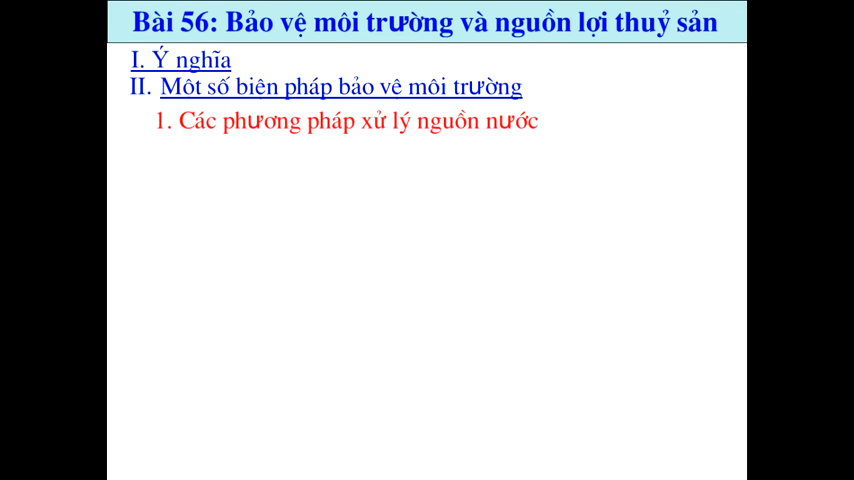 Bài 56: Bảo vệ môi trường và nguồn lợi thuỷ sản
I. Ý nghĩa
II. Một số biện pháp bảo vệ môi trường
1. Các phương pháp xử lý nguồn nước